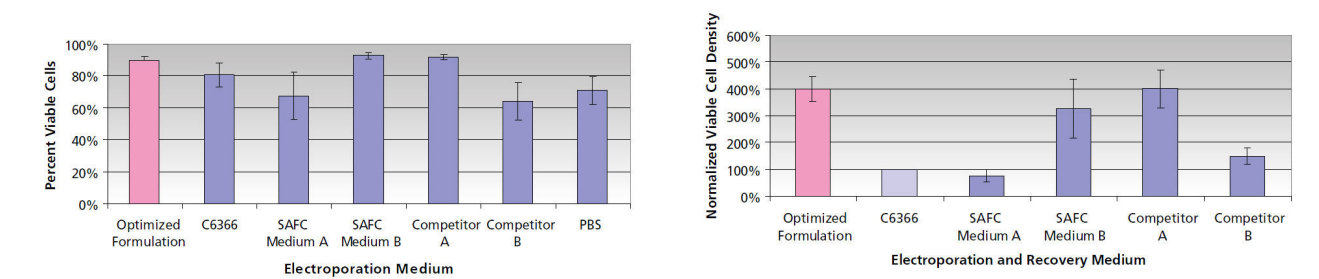 Percent Viable Cells
100%
80%
60%
40%
20%
0%
Optimized Formulation
C6366
SAFC Medium A
SAFC Medium B
Competitor A
Competitor B
PBS
Electroporation Medium
Normalized Viable Cell Density
600%
500%
400%
300%
200%
100%
0%
Optimized Formulation
C6366
SAFC Medium A
SAFC Medium B
Competitor A
Competitor B
Electroporation and Recovery Medium